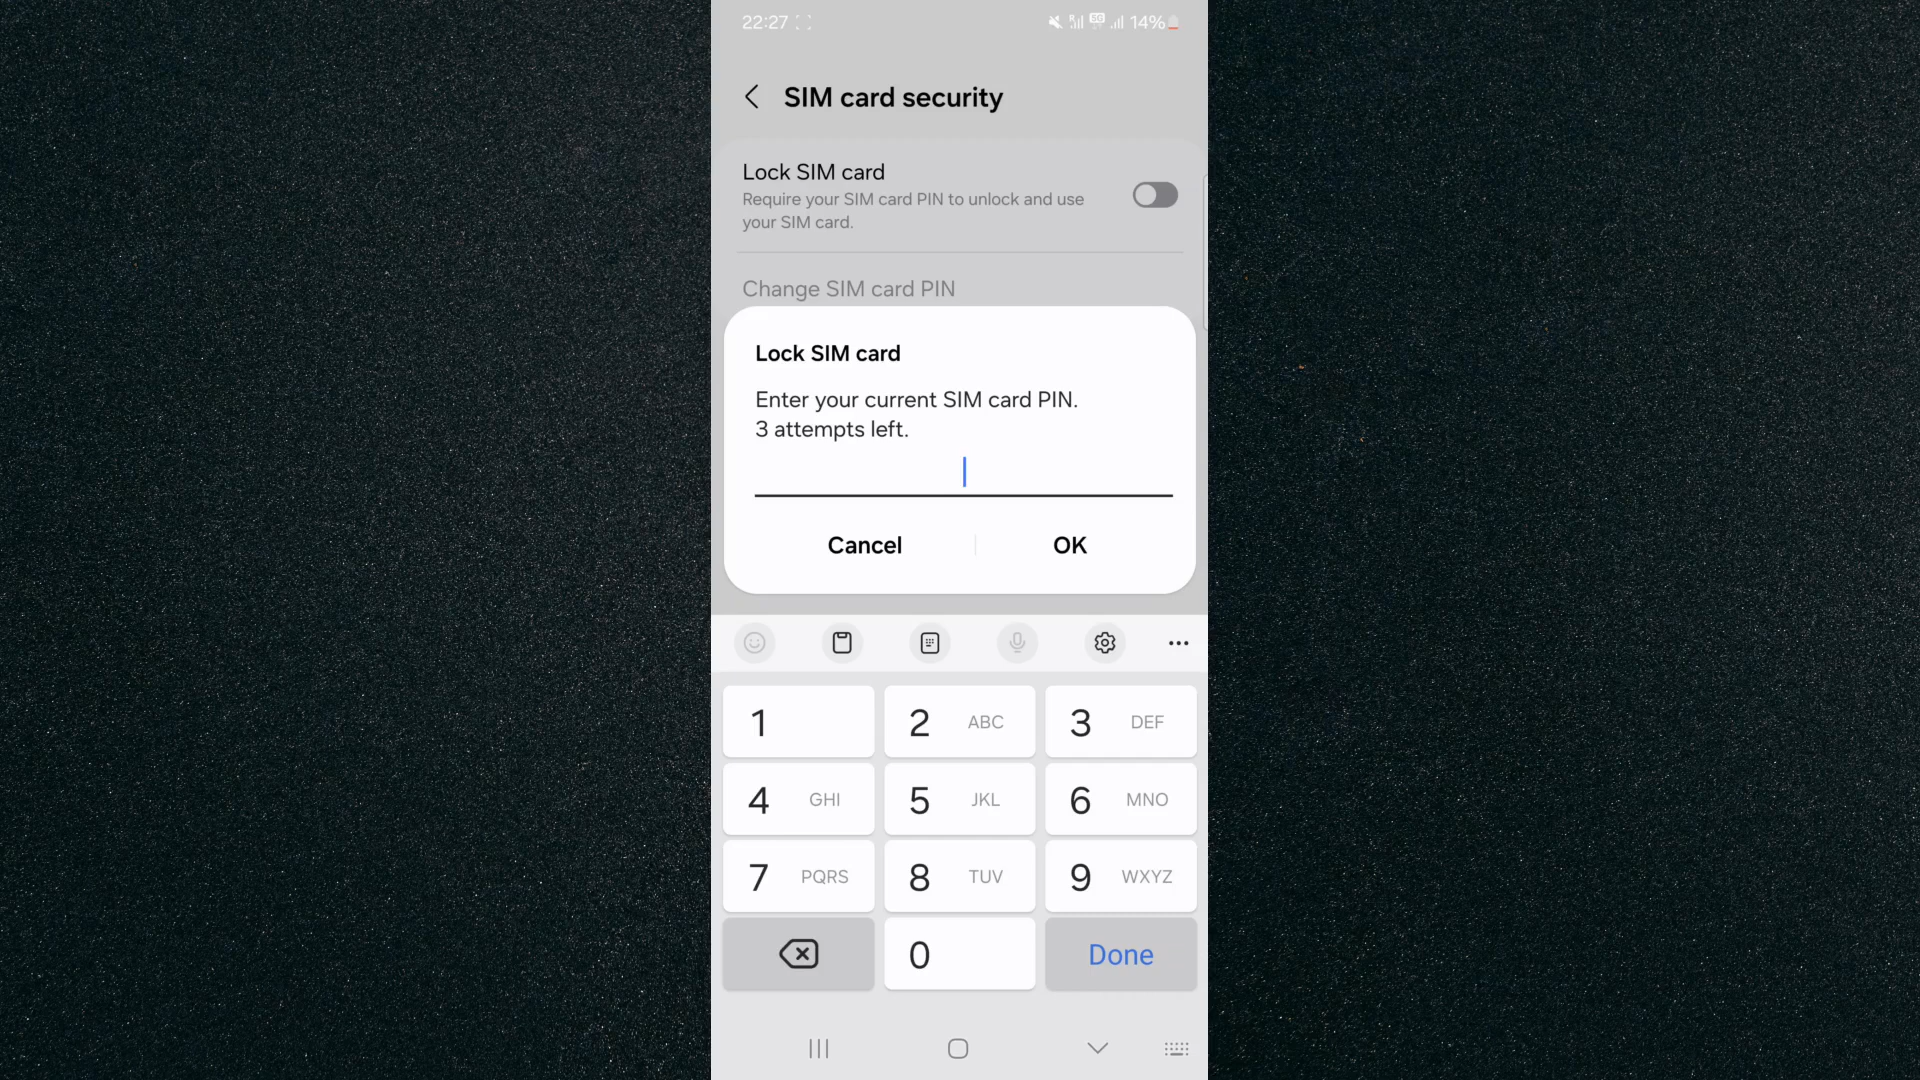 22:27
5G
14%
SIM card security
Lock SIM card
Require your SIM card PIN to unlock and use
your SIM card.
Change SIM card PIN
Lock SIM card
Enter your current SIM card PIN.
3 attempts left.
Cancel
OK
1
2 ABC
3 DEF
4 GHI
5 JKL
6 MNO
7 PQRS
8 TUV
9 WXYZ
0
Done